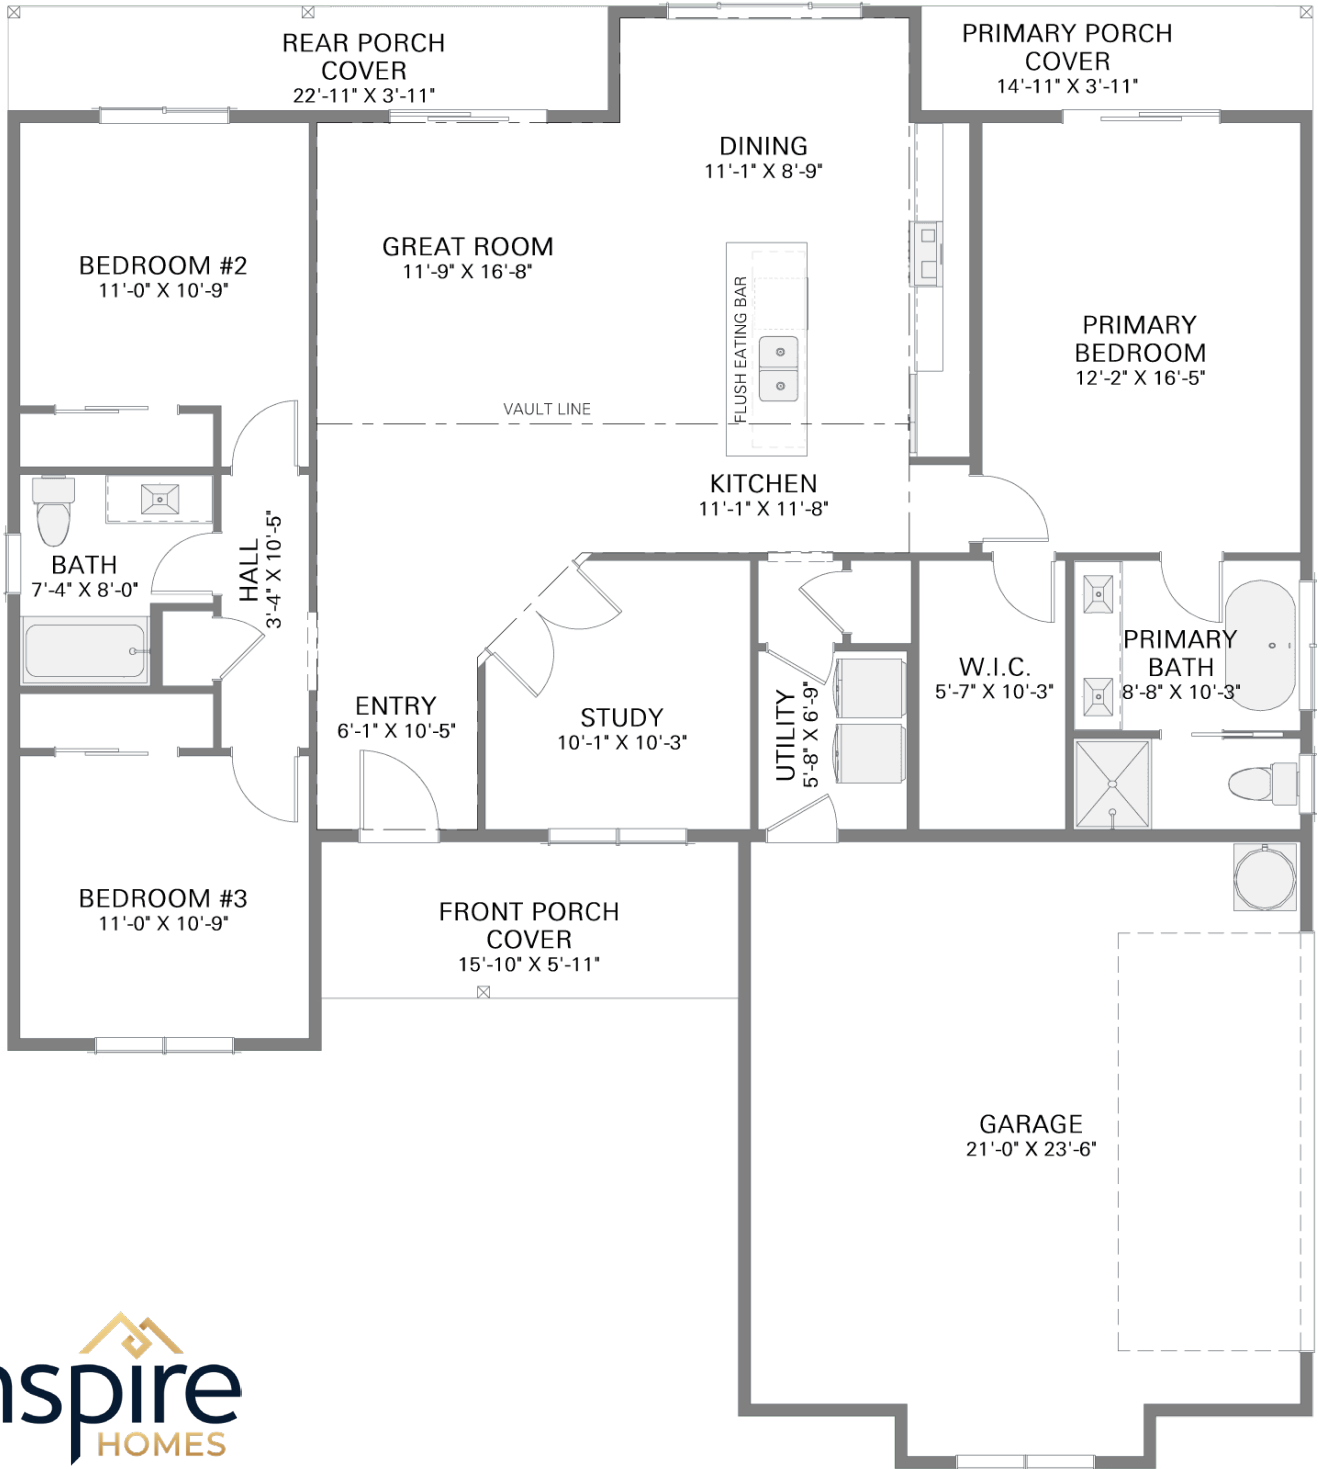 REAR PORCH
COVER
22'-11" X 3'-11"
PRIMARY PORCH
COVER
14'-11" X 3'-11"
DINING
11'-1" X 8'-9"
GREAT ROOM
11'-9" X 16'-8"
BEDROOM #2
11'-0" X 10'-9"
FLUSH EATING BAR
PRIMARY
BEDROOM
12'-2" X 16'-5"
VAULT LINE
KITCHEN
11'-1" X 11'-8"
BATH
7'-4" X 8'-0"
HALL
3'-4" X 10'-5"
PRIMARY
BATH
8'-8" X 10'-3"
W.I.C.
5'-7" X 10'-3"
ENTRY
6'-1" X 10'-5"
STUDY
10'-1" X 10'-3"
UTILITY
5'-8" X 6'-9"
BEDROOM #3
11'-0" X 10'-9"
FRONT PORCH
COVER
15'-10" X 5'-11"
GARAGE
21'-0" X 23'-6"
nspire
HOMES